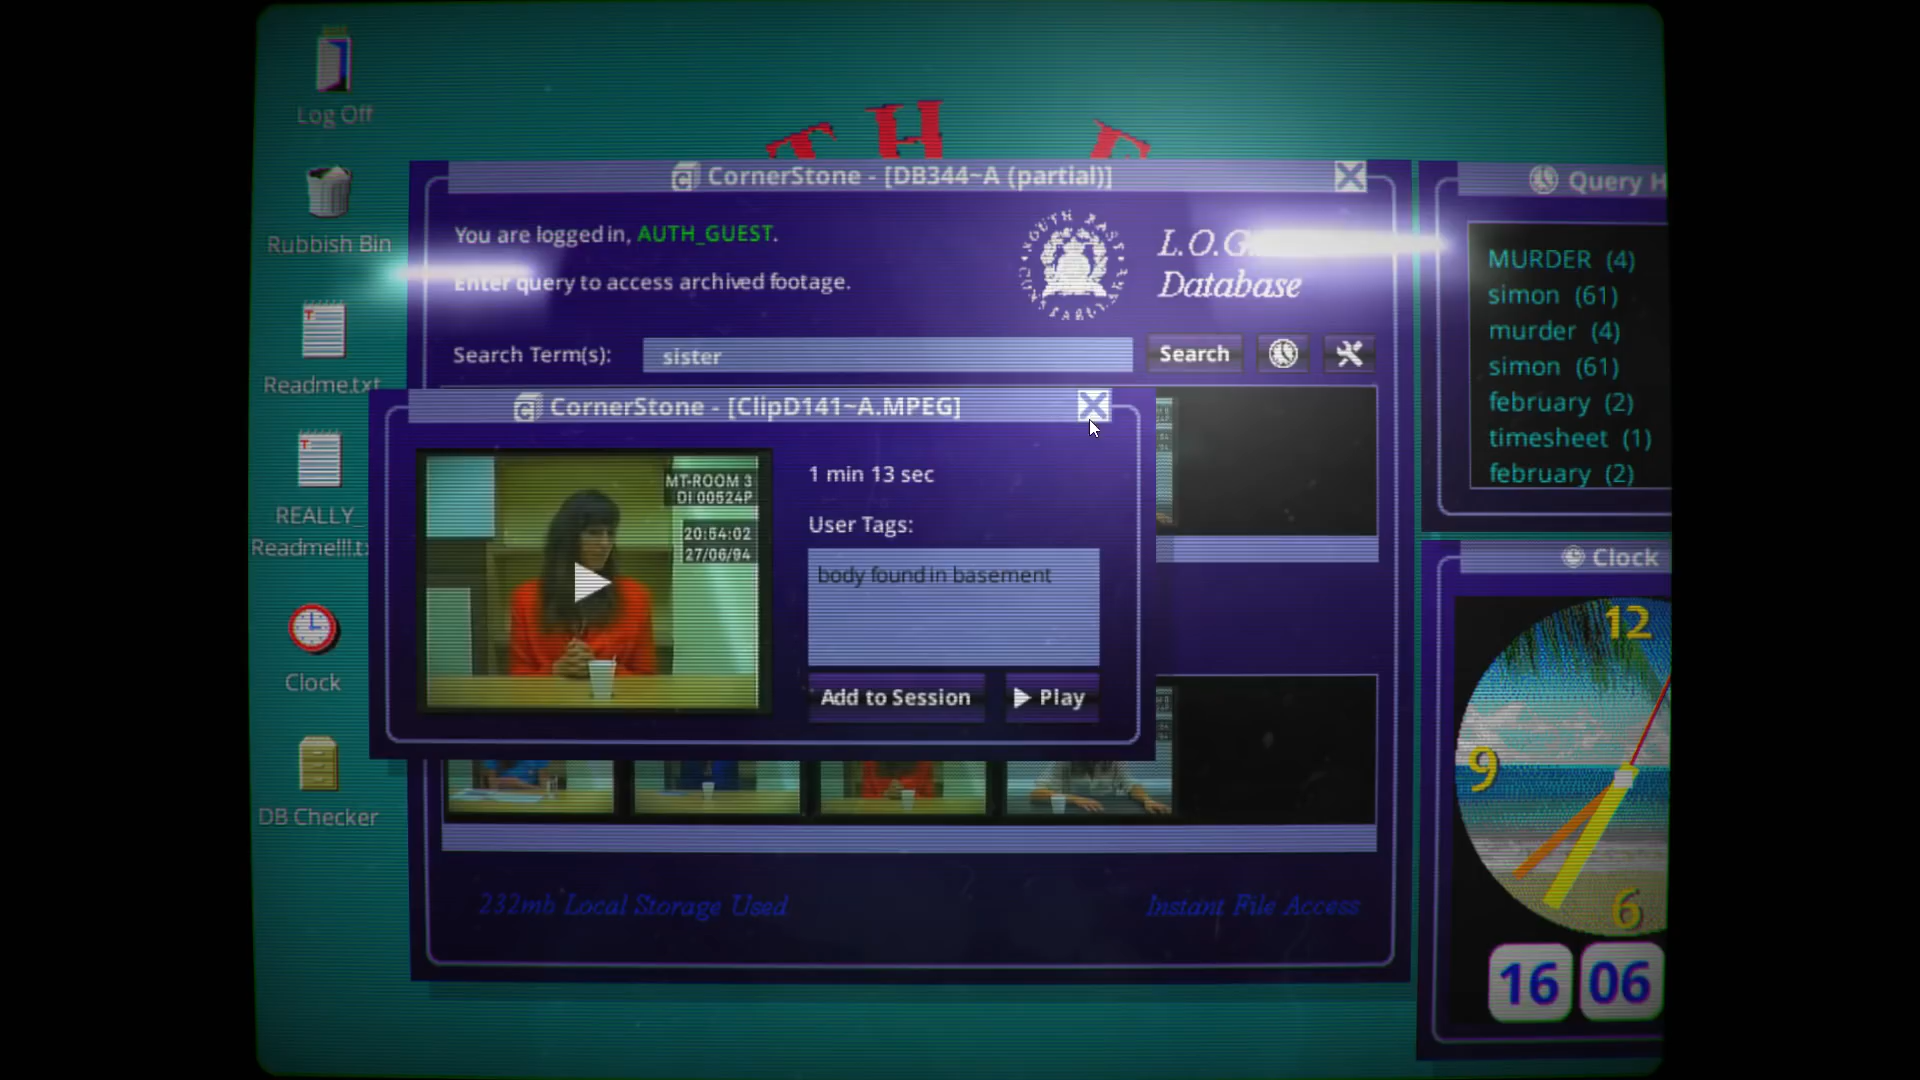 Log Off
TH E
CornerStone - [DB344~A (partial)]
Query H
You are logged in, AUTH_GUEST.
SOUTH EAST CONSTABULARY
L.O.G.
Database
Rubbish Bin
Enter query to access archived footage.
MURDER (4)
simon (61)
murder (4)
simon (61)
february (2)
timesheet (1)
february (2)
Search Term(s): sister Search
Readme.txt
CornerStone - [ClipD141~A.MPEG]
MT-ROOM 3
DI 00524P
20:54:02
27/06/94
1 min 13 sec
User Tags:
body found in basement
Add to Session Play
REALLY_
Readme!!!.t
Clock
12
9
6
16 06
Clock
DB Checker
232mb Local Storage Used
Instant File Access